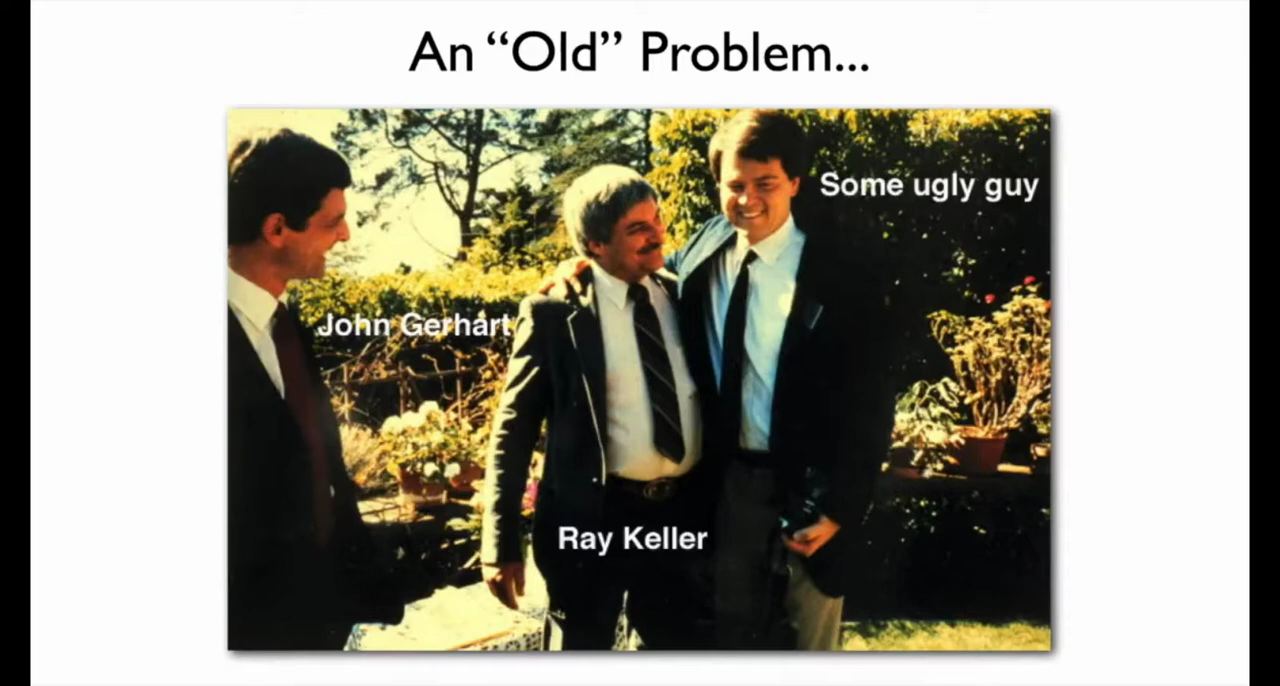 An “Old” Problem...
Some ugly guy
John Gerhart
Ray Keller